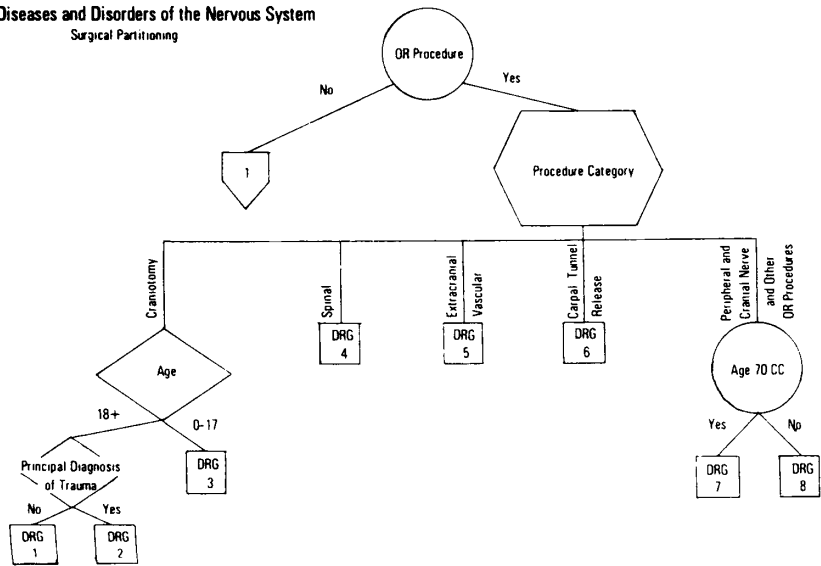 Diseases and Disorders of the Nervous System
Surgical Partitioning
OR Procedure
No
Yes
1
Procedure Category
Craniotomy
Spinal
Extracranial
Vascular
Carpal Tunnel
Release
Peripheral and
Cranial Nerve
and Other
OR Procedures
DRG
4
DRG
5
DRG
6
Age
Age 70 CC
18+
0-17
Yes
No
Principal Diagnosis
of Trauma
DRG
3
DRG
7
DRG
8
No
Yes
DRG
1
DRG
2